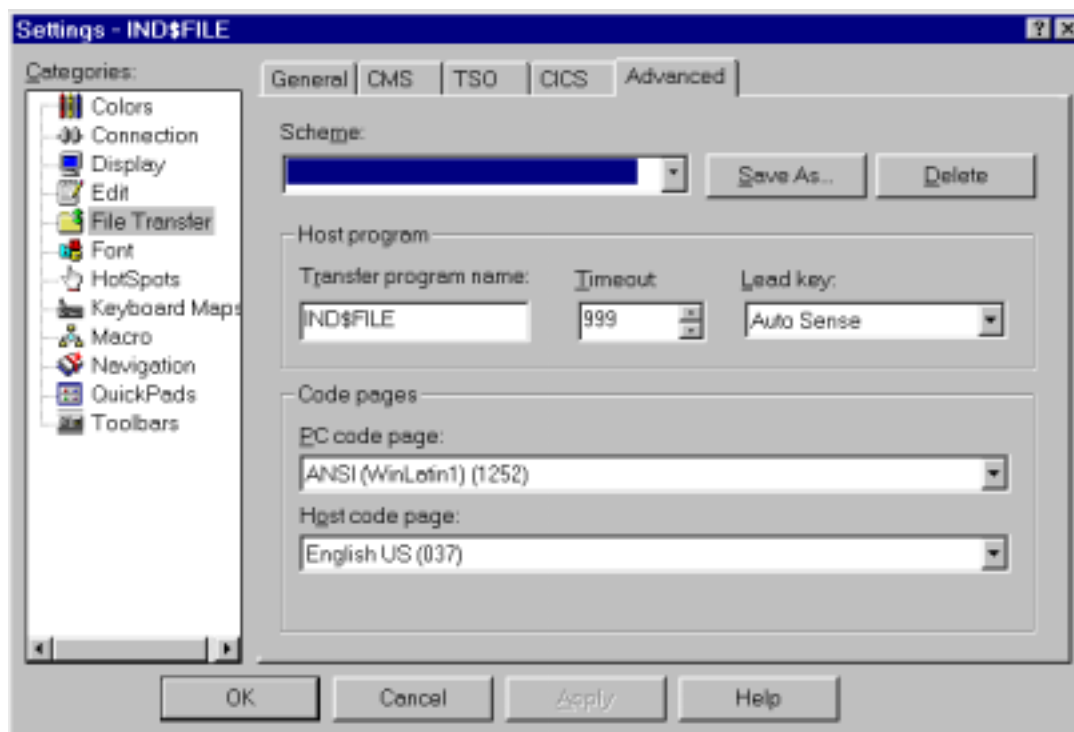 Settings - IND$FILE
Categories:
Colors
Connection
Display
Edit
File Transfer
Font
HotSpots
Keyboard Maps
Macro
Navigation
QuickPads
Toolbars
General CMS TSO CICS Advanced
Scheme:
Save As... Delete
Host program
Transfer program name: Timeout Lead key:
IND$FILE 999 Auto Sense
Code pages
PC code page:
ANSI (WinLatin1) (1252)
Host code page:
English US (037)
OK Cancel Apply Help